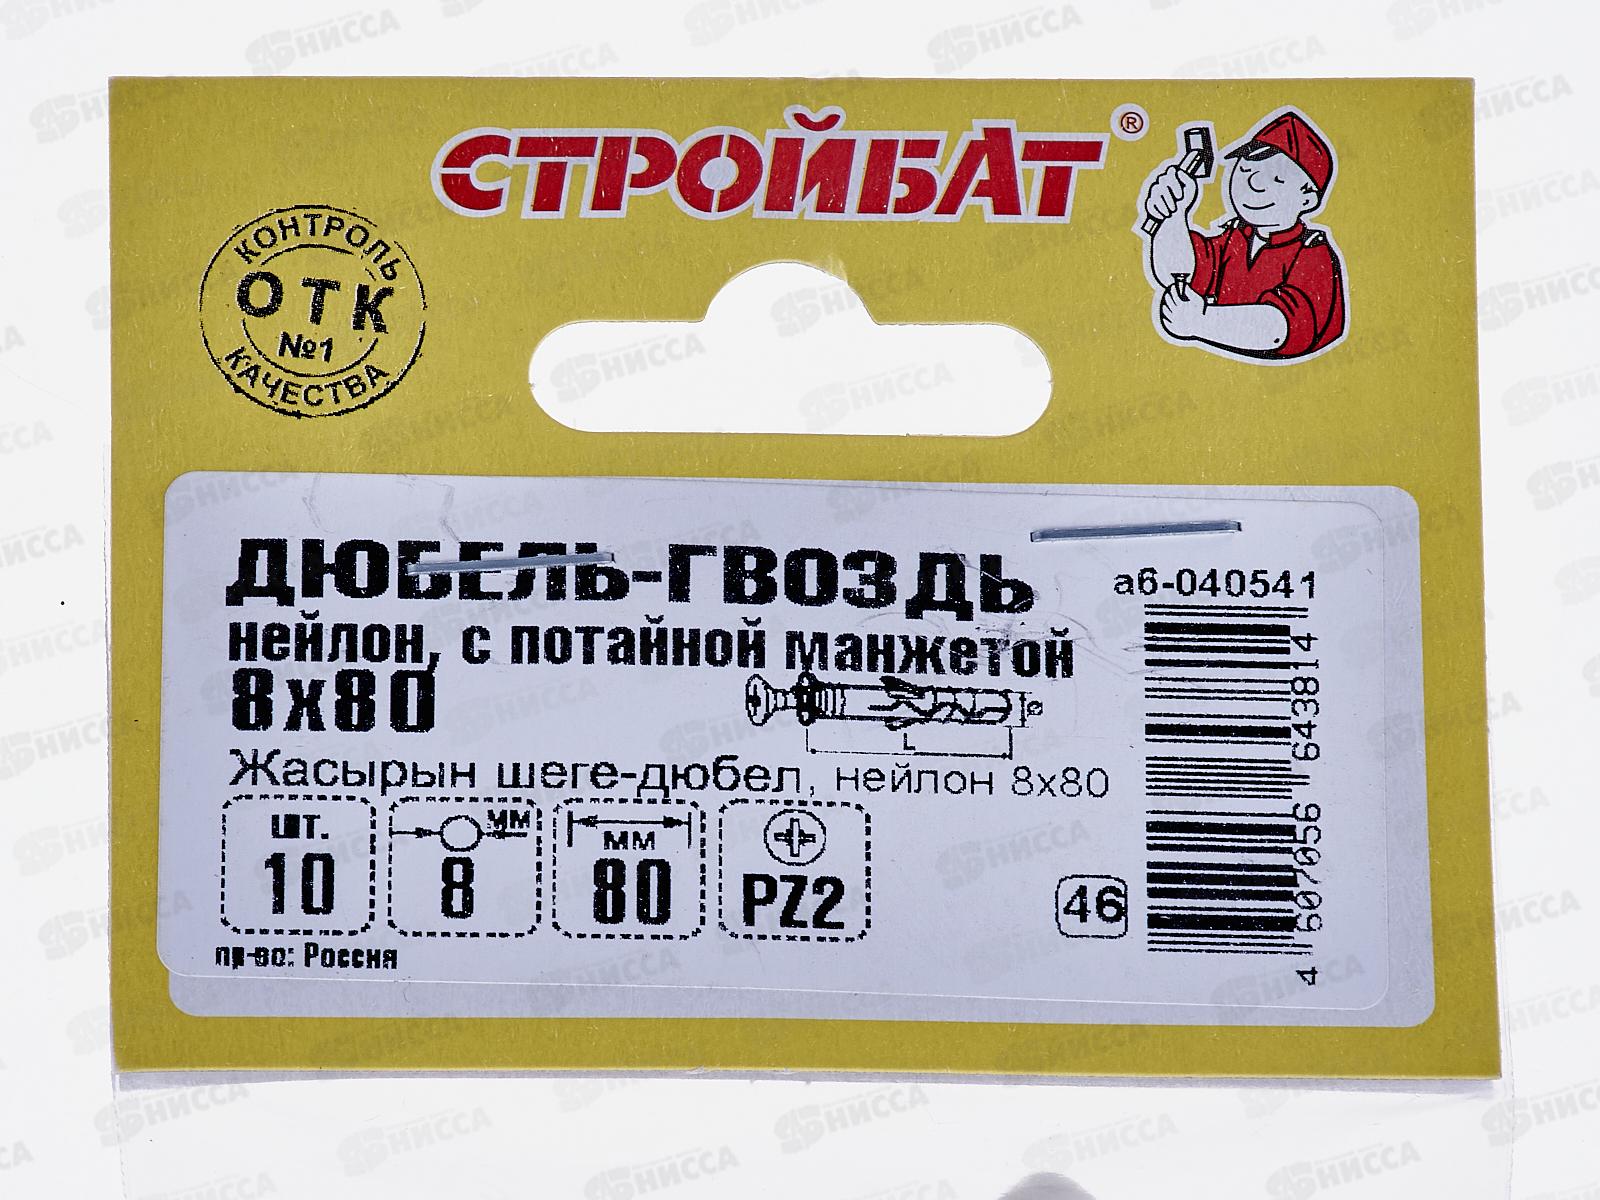 СТРОЙБАТ®
КОНТРОЛЬ
ОТК
№1
КАЧЕСТВА
ДЮБЕЛЬ-ГВОЗДЬ
нейлон, с потайной манжетой
8х80
а6-040541
L
Жасырын шеге-дюбел, нейлон 8х80
шт.
10
мм
8
мм
80
PZ2
46
4 607056 643814
пр-во: Россия
НИССА